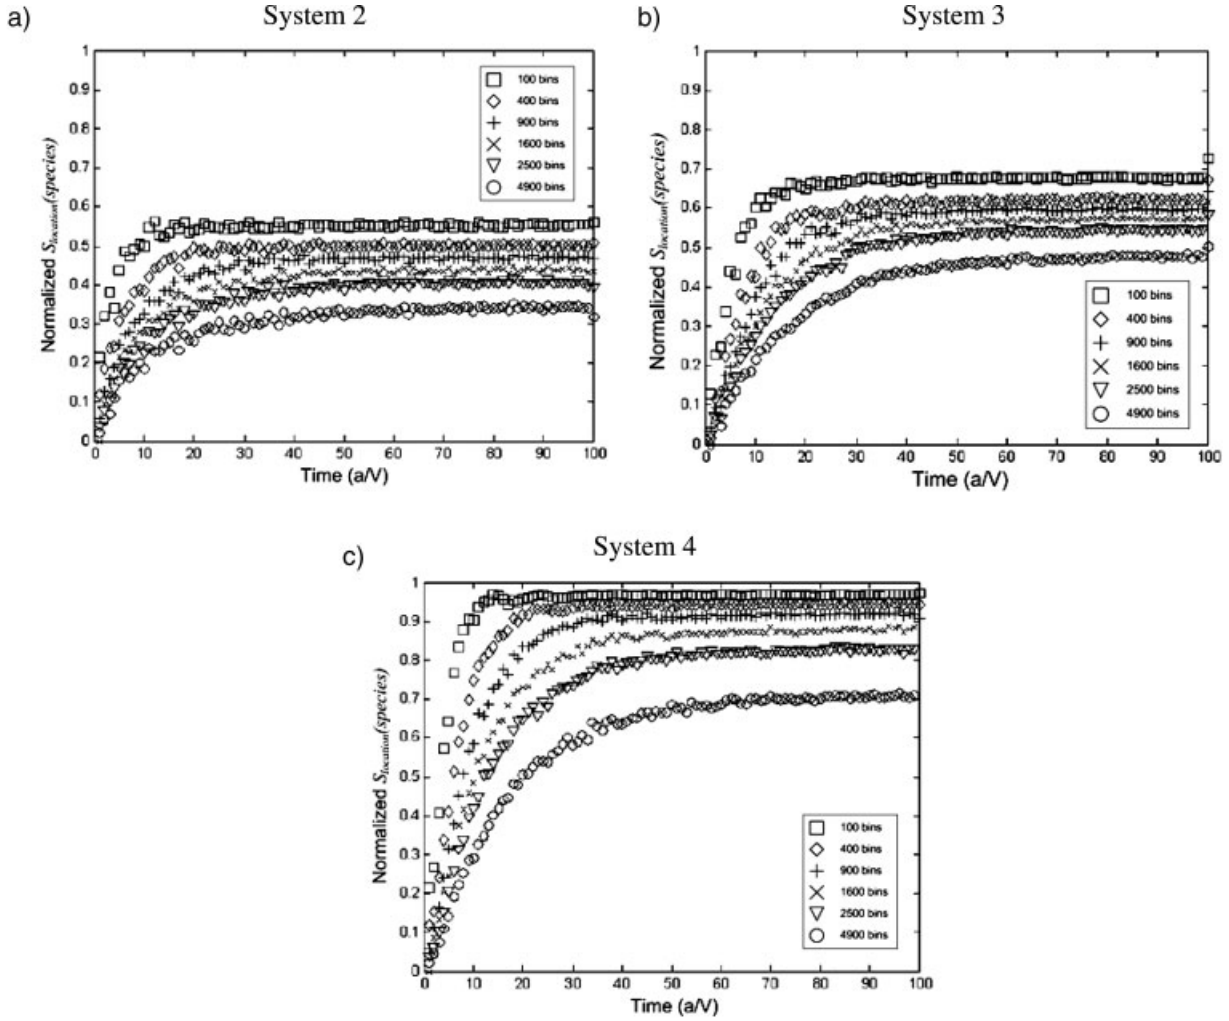 a) System 2
Normalized S_location(species)
1
0.9
0.8
0.7
0.6
0.5
0.4
0.3
0.2
0.1
0
0 10 20 30 40 50 60 70 80 90 100
Time (a/V)
100 bins
400 bins
900 bins
1600 bins
2500 bins
4900 bins
b) System 3
Normalized S_location(species)
1
0.9
0.8
0.7
0.6
0.5
0.4
0.3
0.2
0.1
0
0 10 20 30 40 50 60 70 80 90 100
Time (a/V)
100 bins
400 bins
900 bins
1600 bins
2500 bins
4900 bins
c) System 4
Normalized S_location(species)
1
0.9
0.8
0.7
0.6
0.5
0.4
0.3
0.2
0.1
0
0 10 20 30 40 50 60 70 80 90 100
Time (a/V)
100 bins
400 bins
900 bins
1600 bins
2500 bins
4900 bins